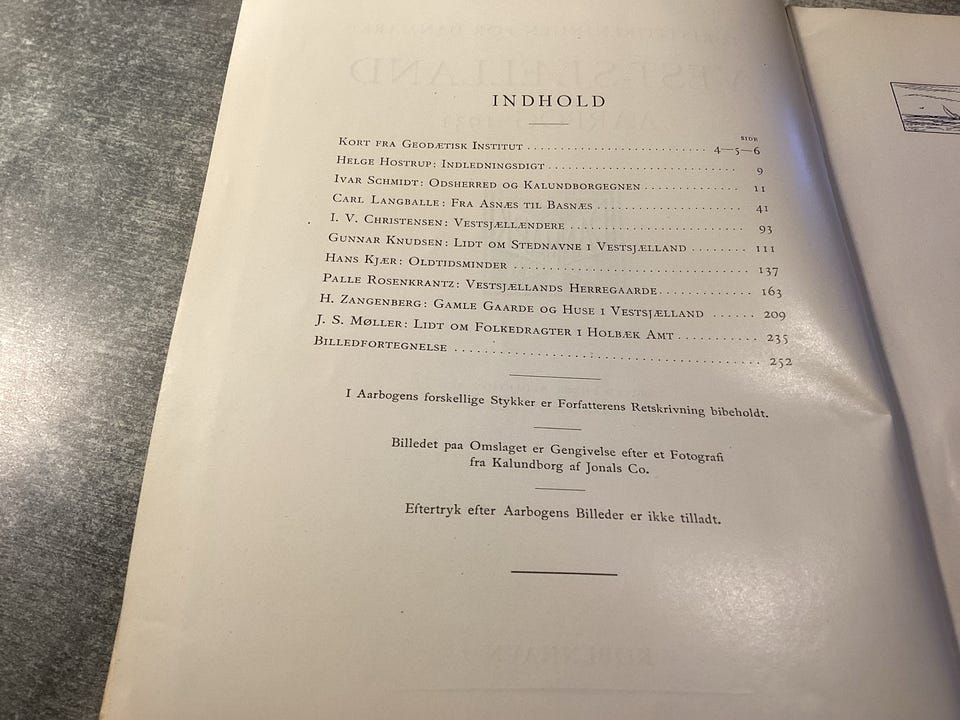 INDHOLD
SIDE
KORT FRA GEODÆTISK INSTITUT . . . . . . . . . . . . . . . . . . . . . . . . . . . . . . . . . 4—5—6
HELGE HOSTRUP: INDLEDNINGSDIGT . . . . . . . . . . . . . . . . . . . . . . . . . . . . . . . . . 9
IVAR SCHMIDT: ODSHERRED OG KALUNDBORGEGNEN . . . . . . . . . . . . . . . . . 11
CARL LANGBALLE: FRA ASNÆS TIL BASNÆS . . . . . . . . . . . . . . . . . . . . . . . . . 41
I. V. CHRISTENSEN: VESTSJÆLLÆNDERE . . . . . . . . . . . . . . . . . . . . . . . . . . . . . 93
GUNNAR KNUDSEN: LIDT OM STEDNAVNE I VESTSJÆLLAND . . . . . . . . 111
HANS KJÆR: OLDTIDSMINDER . . . . . . . . . . . . . . . . . . . . . . . . . . . . . . . . . . . . . 137
PALLE ROSENKRANTZ: VESTSJÆLLANDS HERREGAARDE . . . . . . . . . . . . . 163
H. ZANGENBERG: GAMLE GAARDE OG HUSE I VESTSJÆLLAND . . . . . . 209
J. S. MØLLER: LIDT OM FOLKEDRAGTER I HOLBÆK AMT . . . . . . . . . . . 235
BILLEDFORTEGNELSE . . . . . . . . . . . . . . . . . . . . . . . . . . . . . . . . . . . . . . . . . . . . . . 252
I Aarbogens forskellige Stykker er Forfatterens Retskrivning bibeholdt.
Billedet paa Omslaget er Gengivelse efter et Fotografi
fra Kalundborg af Jonals Co.
Eftertryk efter Aarbogens Billeder er ikke tilladt.